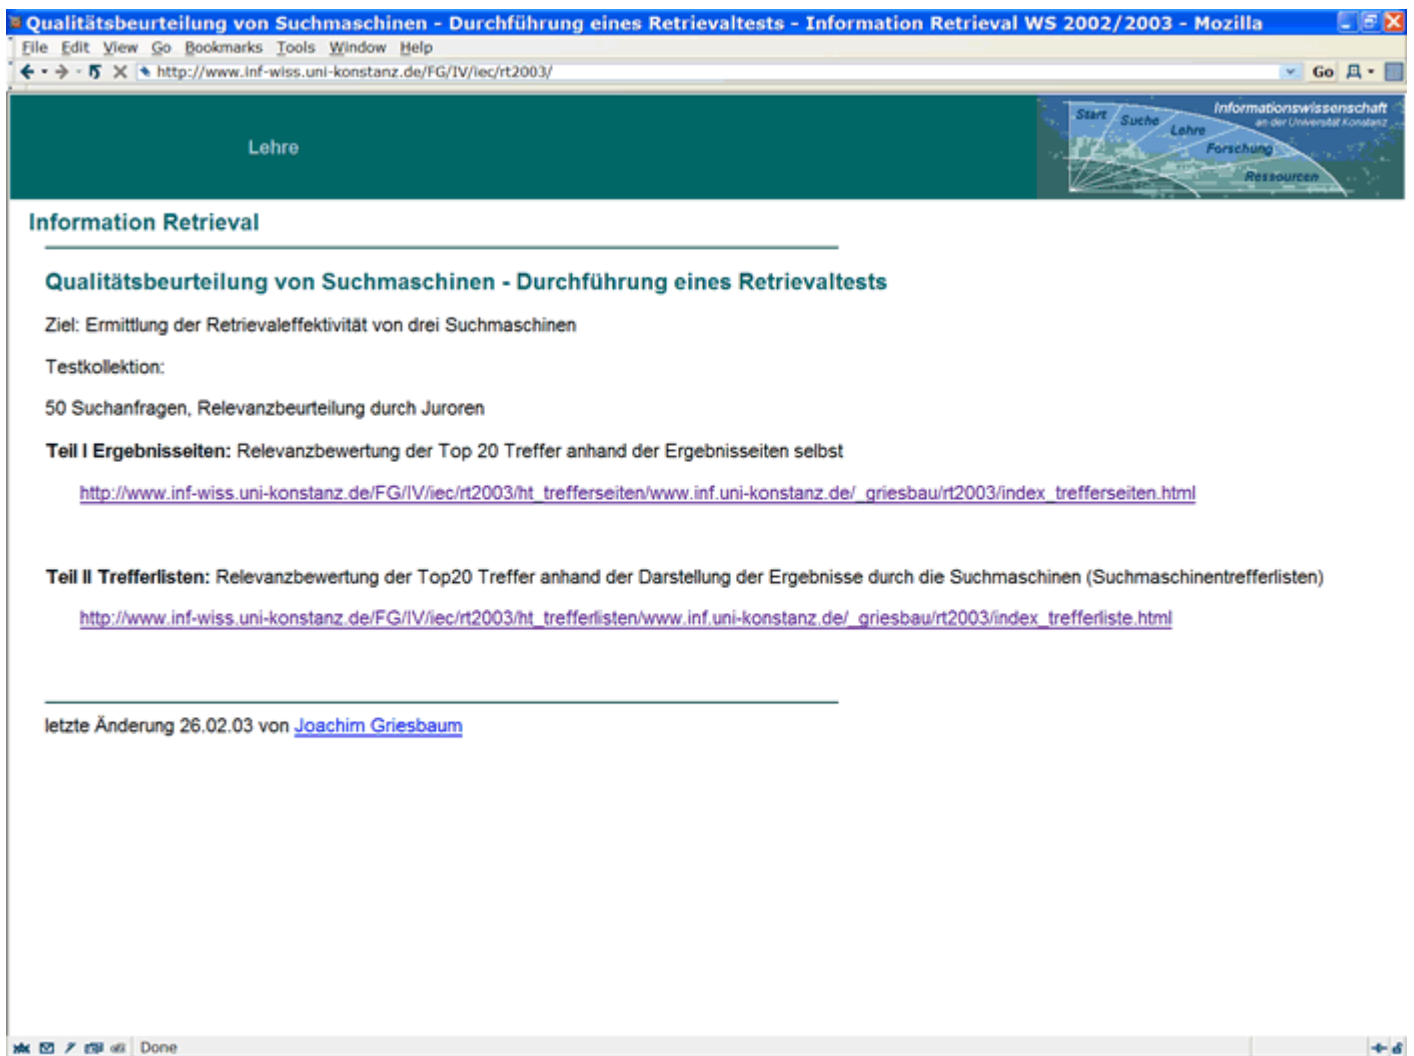 Qualitätsbeurteilung von Suchmaschinen - Durchführung eines Retrievaltests - Information Retrieval WS 2002/2003 - Mozilla
File Edit View Go Bookmarks Tools Window Help
http://www.inf-wiss.uni-konstanz.de/FG/IV/iec/rt2003/ Go
Lehre
Start Suche Lehre Forschung Ressourcen
Informationswissenschaft
an der Universität Konstanz
Information Retrieval
Qualitätsbeurteilung von Suchmaschinen - Durchführung eines Retrievaltests
Ziel: Ermittlung der Retrievaleffektivität von drei Suchmaschinen
Testkollektion:
50 Suchanfragen, Relevanzbeurteilung durch Juroren
Teil I Ergebnisseiten: Relevanzbewertung der Top 20 Treffer anhand der Ergebnisseiten selbst
http://www.inf-wiss.uni-konstanz.de/FG/IV/iec/rt2003/ht_trefferseiten/www.inf.uni-konstanz.de/_griesbau/rt2003/index_trefferseiten.html
Teil II Trefferlisten: Relevanzbewertung der Top20 Treffer anhand der Darstellung der Ergebnisse durch die Suchmaschinen (Suchmaschinentrefferlisten)
http://www.inf-wiss.uni-konstanz.de/FG/IV/iec/rt2003/ht_trefferlisten/www.inf.uni-konstanz.de/_griesbau/rt2003/index_trefferliste.html
letzte Änderung 26.02.03 von Joachim Griesbaum
Done